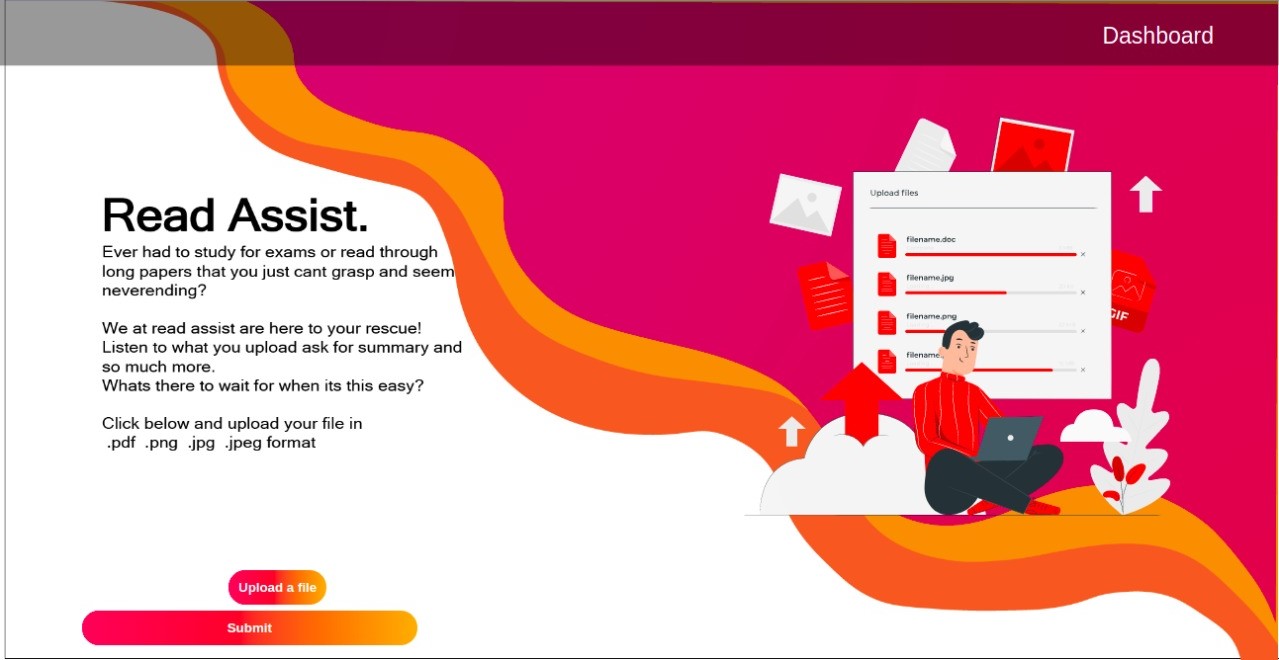 Dashboard
Read Assist.
Ever had to study for exams or read through
long papers that you just cant grasp and seem
neverending?
We at read assist are here to your rescue!
Listen to what you upload ask for summary and
so much more.
Whats there to wait for when its this easy?
Click below and upload your file in
.pdf .png .jpg .jpeg format
Upload a file
Submit
Upload files
filename.doc
filename.jpg
filename.png
filename.
GIF